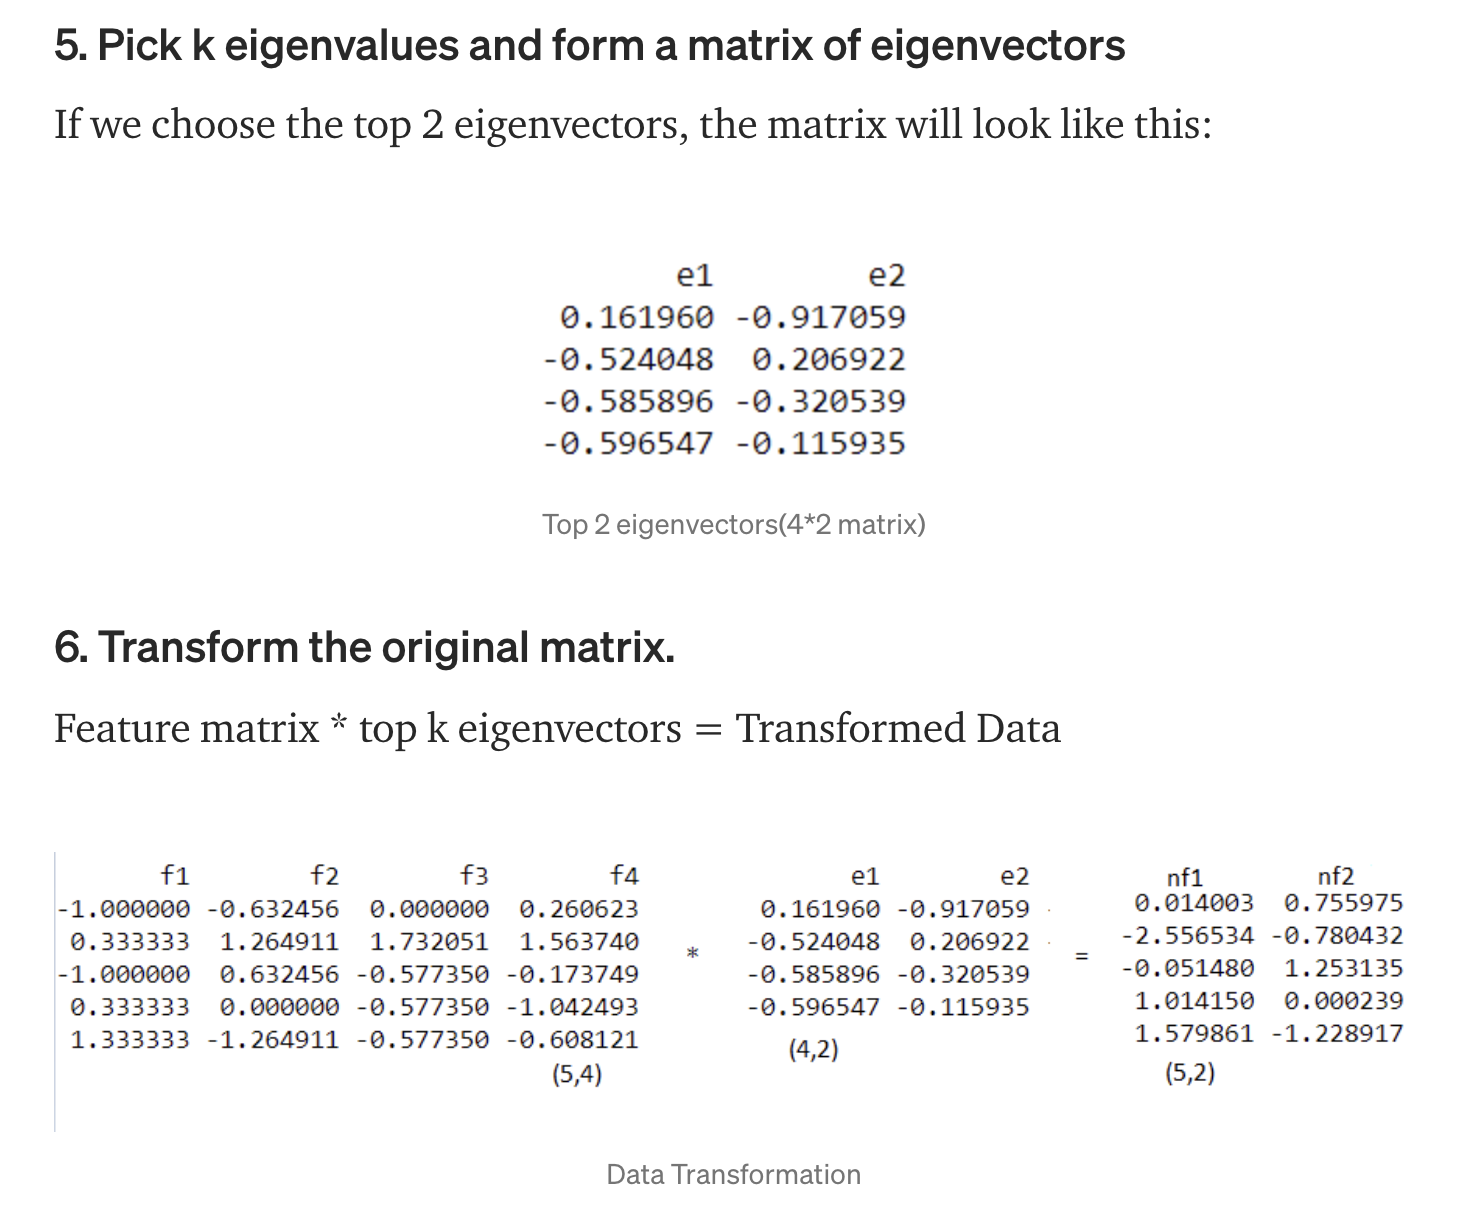 5. Pick k eigenvalues and form a matrix of eigenvectors
If we choose the top 2 eigenvectors, the matrix will look like this:
e1 e2
0.161960 -0.917059
-0.524048 0.206922
-0.585896 -0.320539
-0.596547 -0.115935
Top 2 eigenvectors(4*2 matrix)
6. Transform the original matrix.
Feature matrix * top k eigenvectors = Transformed Data
f1 f2 f3 f4 e1 e2 nf1 nf2
-1.000000 -0.632456 0.000000 0.260623 0.161960 -0.917059 0.014003 0.755975
0.333333 1.264911 1.732051 1.563740 * -0.524048 0.206922 = -2.556534 -0.780432
-1.000000 0.632456 -0.577350 -0.173749 -0.585896 -0.320539 -0.051480 1.253135
0.333333 0.000000 -0.577350 -1.042493 -0.596547 -0.115935 1.014150 0.000239
1.333333 -1.264911 -0.577350 -0.608121 (4,2) 1.579861 -1.228917
(5,4) (5,2)
Data Transformation